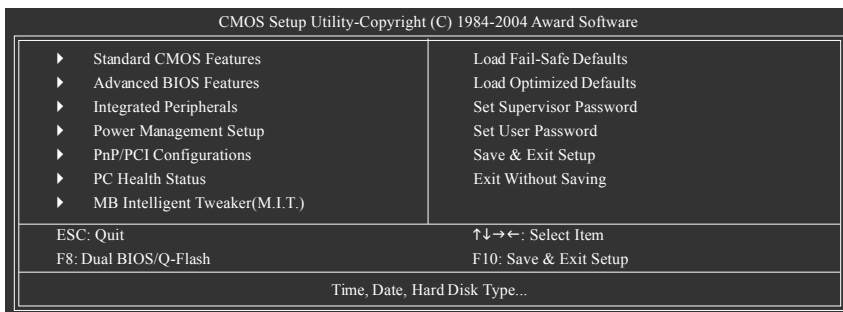 CMOS Setup Utility-Copyright (C) 1984-2004 Award Software
Standard CMOS Features
Advanced BIOS Features
Integrated Peripherals
Power Management Setup
PnP/PCI Configurations
PC Health Status
MB Intelligent Tweaker(M.I.T.)
Load Fail-Safe Defaults
Load Optimized Defaults
Set Supervisor Password
Set User Password
Save & Exit Setup
Exit Without Saving
ESC: Quit
↑↓→←: Select Item
F8: Dual BIOS/Q-Flash
F10: Save & Exit Setup
Time, Date, Hard Disk Type...